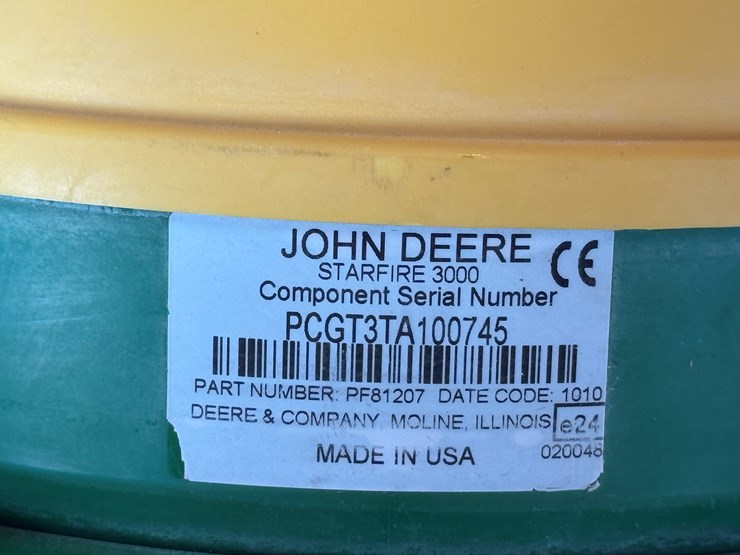 JOHN DEERE CE
STARFIRE 3000
Component Serial Number
PCGT3TA100745
PART NUMBER: PF81207 DATE CODE: 1010
DEERE & COMPANY MOLINE, ILLINOIS e24
MADE IN USA 020048